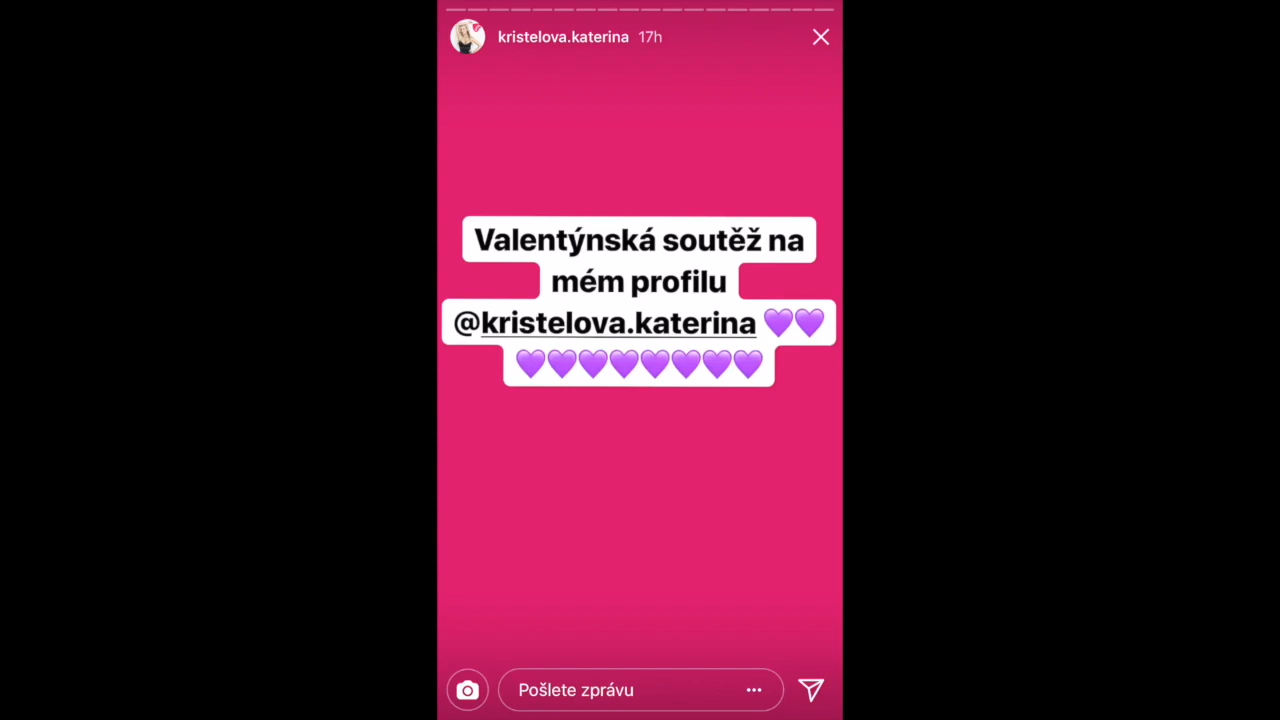 kristelova.katerina 17h
Valentýnská soutěž na
mém profilu
@kristelova.katerina 💜💜
💜💜💜💜💜💜💜💜
Pošlete zprávu